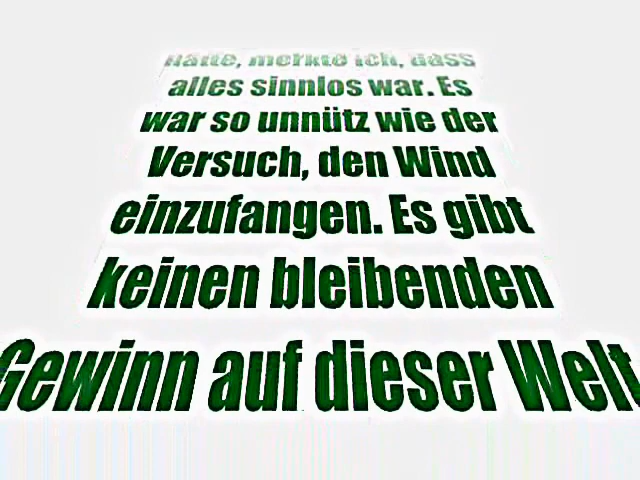 hatte, merkte ich, dass
alles sinnlos war. Es
war so unnütz wie der
Versuch, den Wind
einzufangen. Es gibt
keinen bleibenden
Gewinn auf dieser Welt